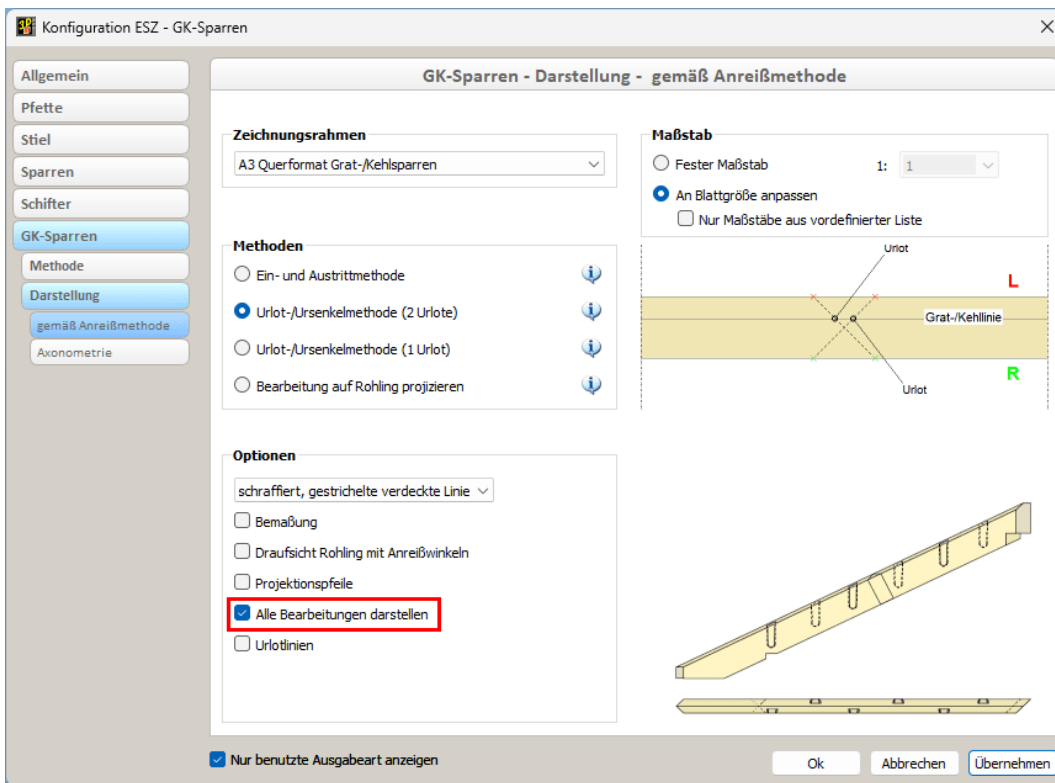 Konfiguration ESZ - GK-Sparren
Allgemein
Pfette
Stiel
Sparren
Schifter
GK-Sparren
Methode
Darstellung
gemäß Anreißmethode
Axonometrie
GK-Sparren - Darstellung - gemäß Anreißmethode
Zeichnungsrahmen
A3 Querformat Grat-/Kehlsparren
Maßstab
Fester Maßstab 1: 1
An Blattgröße anpassen
Nur Maßstäbe aus vordefinierter Liste
Methoden
Ein- und Austrittmethode
Urlot-/Ursenkelmethode (2 Urlote)
Urlot-/Ursenkelmethode (1 Urlot)
Bearbeitung auf Rohling projizieren
Urlot
L
Grat-/Kehllinie
R
Urlot
Optionen
schraffiert, gestrichelte verdeckte Linie
Bemaßung
Draufsicht Rohling mit Anreißwinkeln
Projektionspfeile
Alle Bearbeitungen darstellen
Urlotlinien
Nur benutzte Ausgabeart anzeigen
Ok Abbrechen Übernehmen